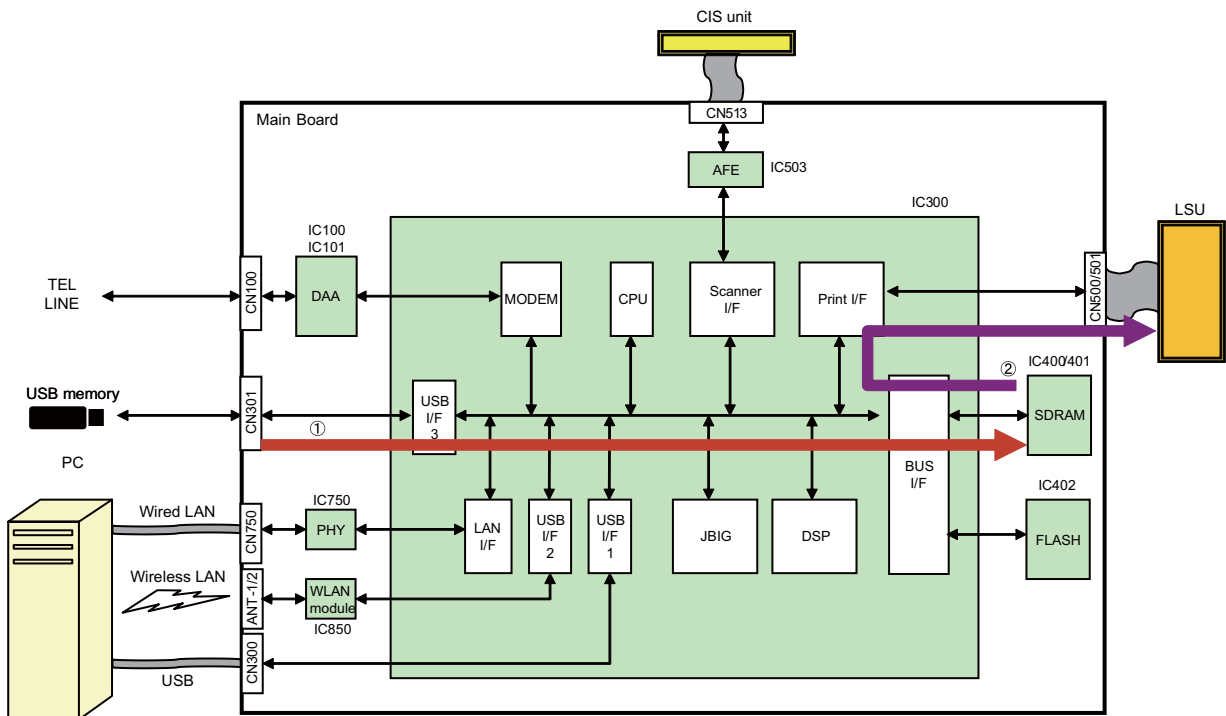 CIS unit
Main Board
CN513
AFE
IC503
IC300
LSU
IC100
IC101
TEL
LINE
CN100
DAA
MODEM
CPU
Scanner
I/F
Print I/F
CN500/501
②
IC400/401
USB memory
CN301
USB
I/F
3
SDRAM
①
PC
BUS
I/F
IC402
IC750
Wired LAN
CN750
PHY
LAN
I/F
USB
I/F
2
USB
I/F
1
JBIG
DSP
FLASH
Wireless LAN
ANT-1/2
WLAN
module
IC850
CN300
USB